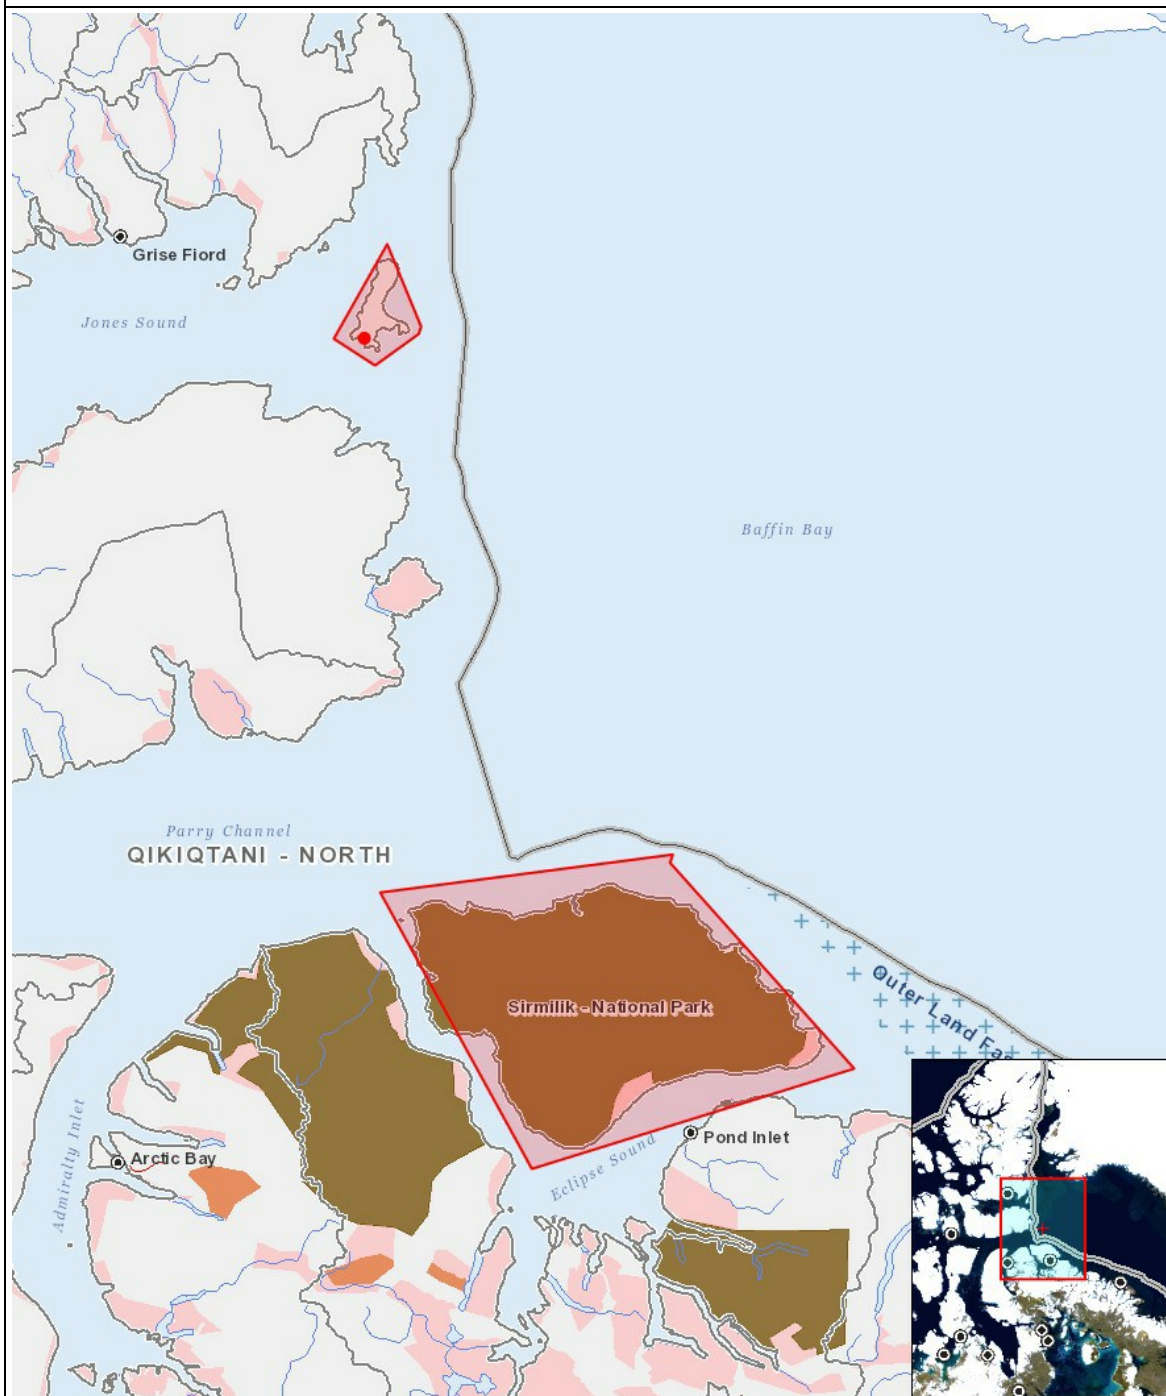 Grise Fiord
Jones Sound
Baffin Bay
Parry Channel
QIKIQTANI - NORTH
Sirmilik - National Park
Outer Land Fa
Admiralty Inlet
Arctic Bay
Eclipse Sound
Pond Inlet